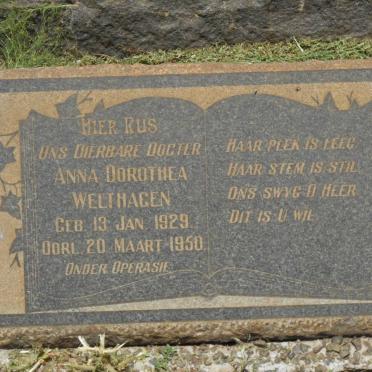 HIER RUS
ONS DIERBARE DOGTER
ANNA DOROTHEA
WELTHAGEN
GEB 13 JAN 1929
OORL. 20 MAART 1950.
ONDER OPERASIE.
HAAR PLEK IS LEEG
HAAR STEM IS STIL
ONS SWYG O HEER
DIT IS U WIL